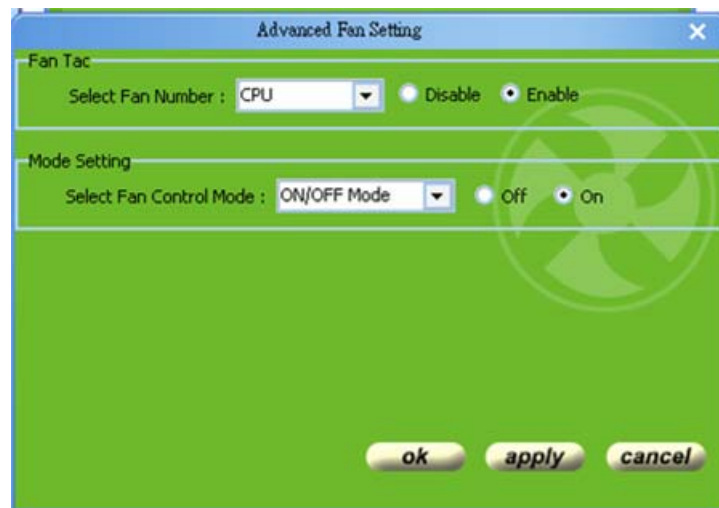 Advanced Fan Setting
Fan Tac
Select Fan Number : CPU Disable Enable
Mode Setting
Select Fan Control Mode : ON/OFF Mode Off On
ok apply cancel